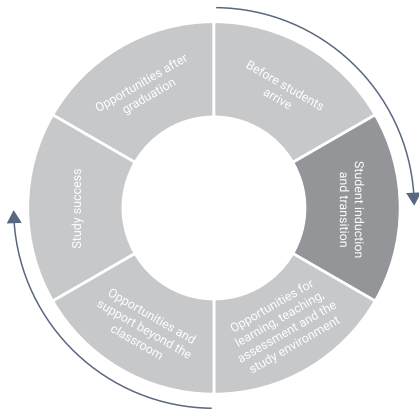 Before students
arrive
Student induction
and transition
Opportunities for
learning, teaching,
assessment and the
study environment
Opportunities and
support beyond the
classroom
Study success
Opportunities after
graduation